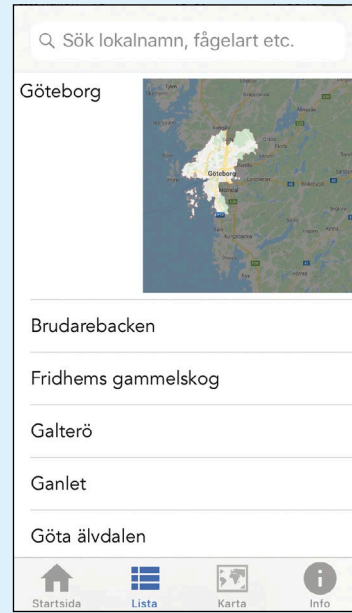 Sök lokalnamn, fågelart etc.
Göteborg
Göteborg
Brudarebacken
Fridhems gammelskog
Galterö
Ganlet
Göta älvdalen
Startsida
Lista
Karta
Info